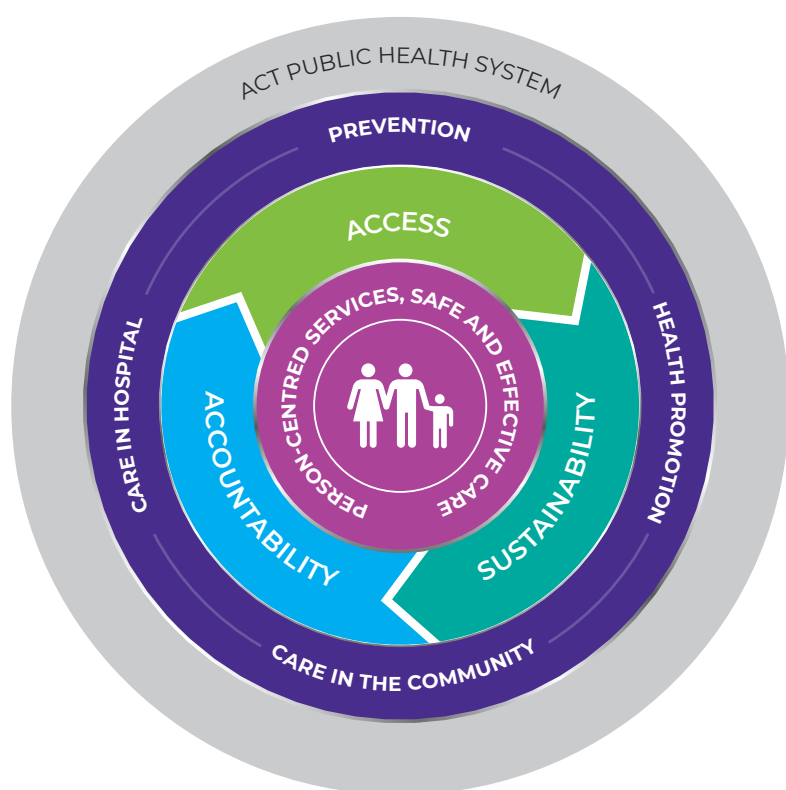 ACT PUBLIC HEALTH SYSTEM
PREVENTION
HEALTH PROMOTION
CARE IN THE COMMUNITY
CARE IN HOSPITAL
ACCESS
SUSTAINABILITY
ACCOUNTABILITY
PERSON-CENTRED SERVICES, SAFE AND EFFECTIVE CARE